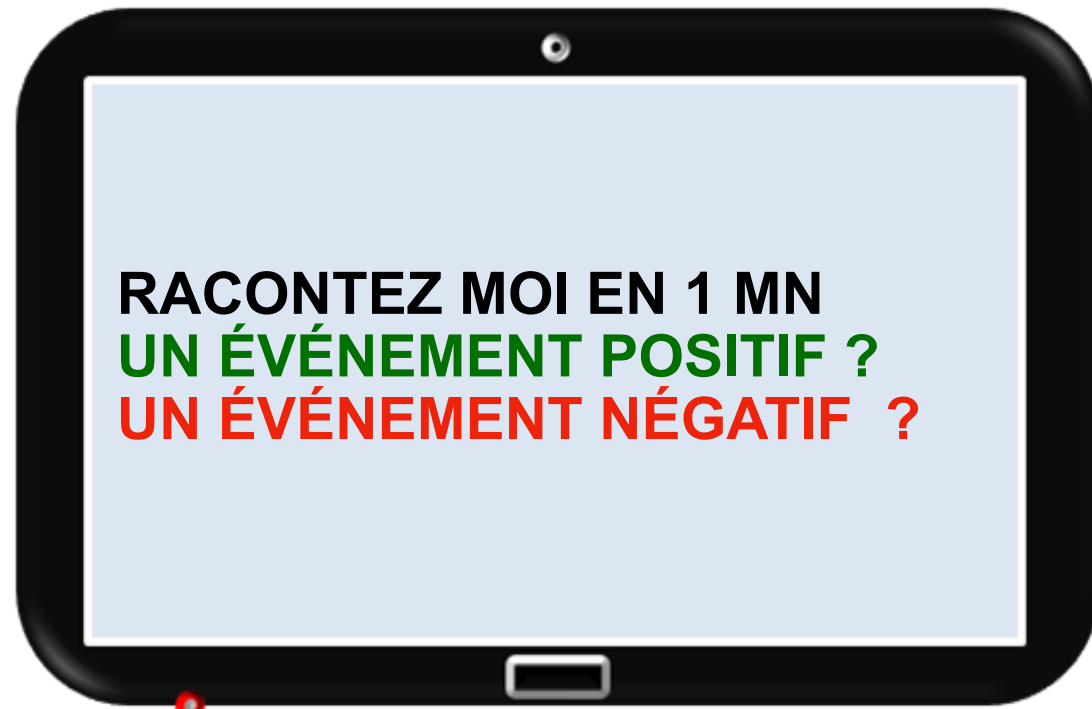 RACONTEZ MOI EN 1 MN
UN ÉVÉNEMENT POSITIF ?
UN ÉVÉNEMENT NÉGATIF  ?